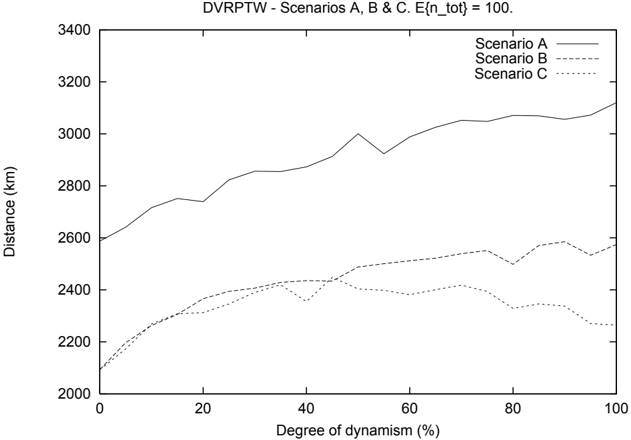 DVRPTW - Scenarios A, B & C. E{n_tot} = 100.
3400
3200
3000
2800
2600
2400
2200
2000
Distance (km)
Scenario A
Scenario B
Scenario C
0 20 40 60 80 100
Degree of dynamism (%)